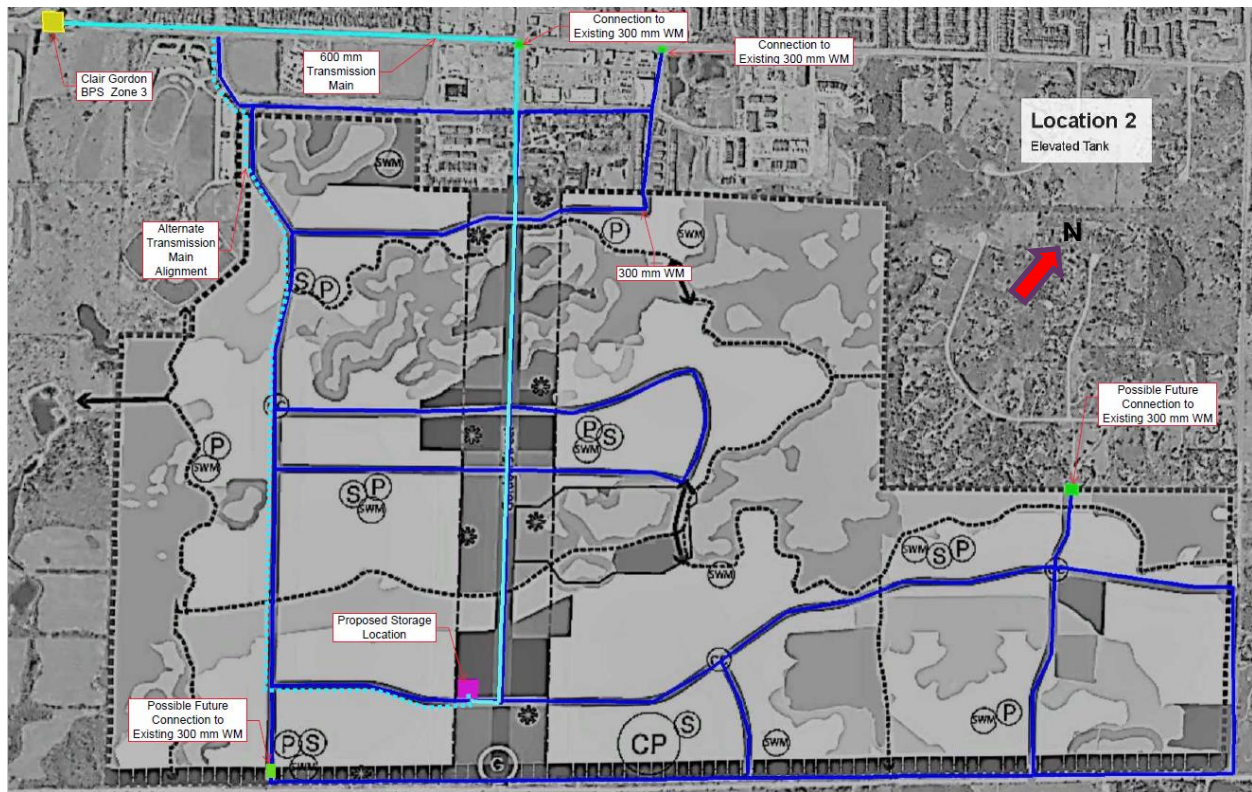 Connection to
Existing 300 mm WM
Connection to
Existing 300 mm WM
600 mm
Transmission
Main
Clair Gordon
BPS Zone 3
Location 2
Elevated Tank
SWM
N
Alternate
Transmission
Main
Alignment
P
SWM
300 mm WM
S
P
Possible Future
Connection to
Existing 300 mm WM
P
SWM
P
S
SWM
S
P
SWM
SWM
S
P
SWM
Proposed Storage
Location
Possible Future
Connection to
Existing 300 mm WM
P
S
SWM
G
CP
S
SWM
SWM
P